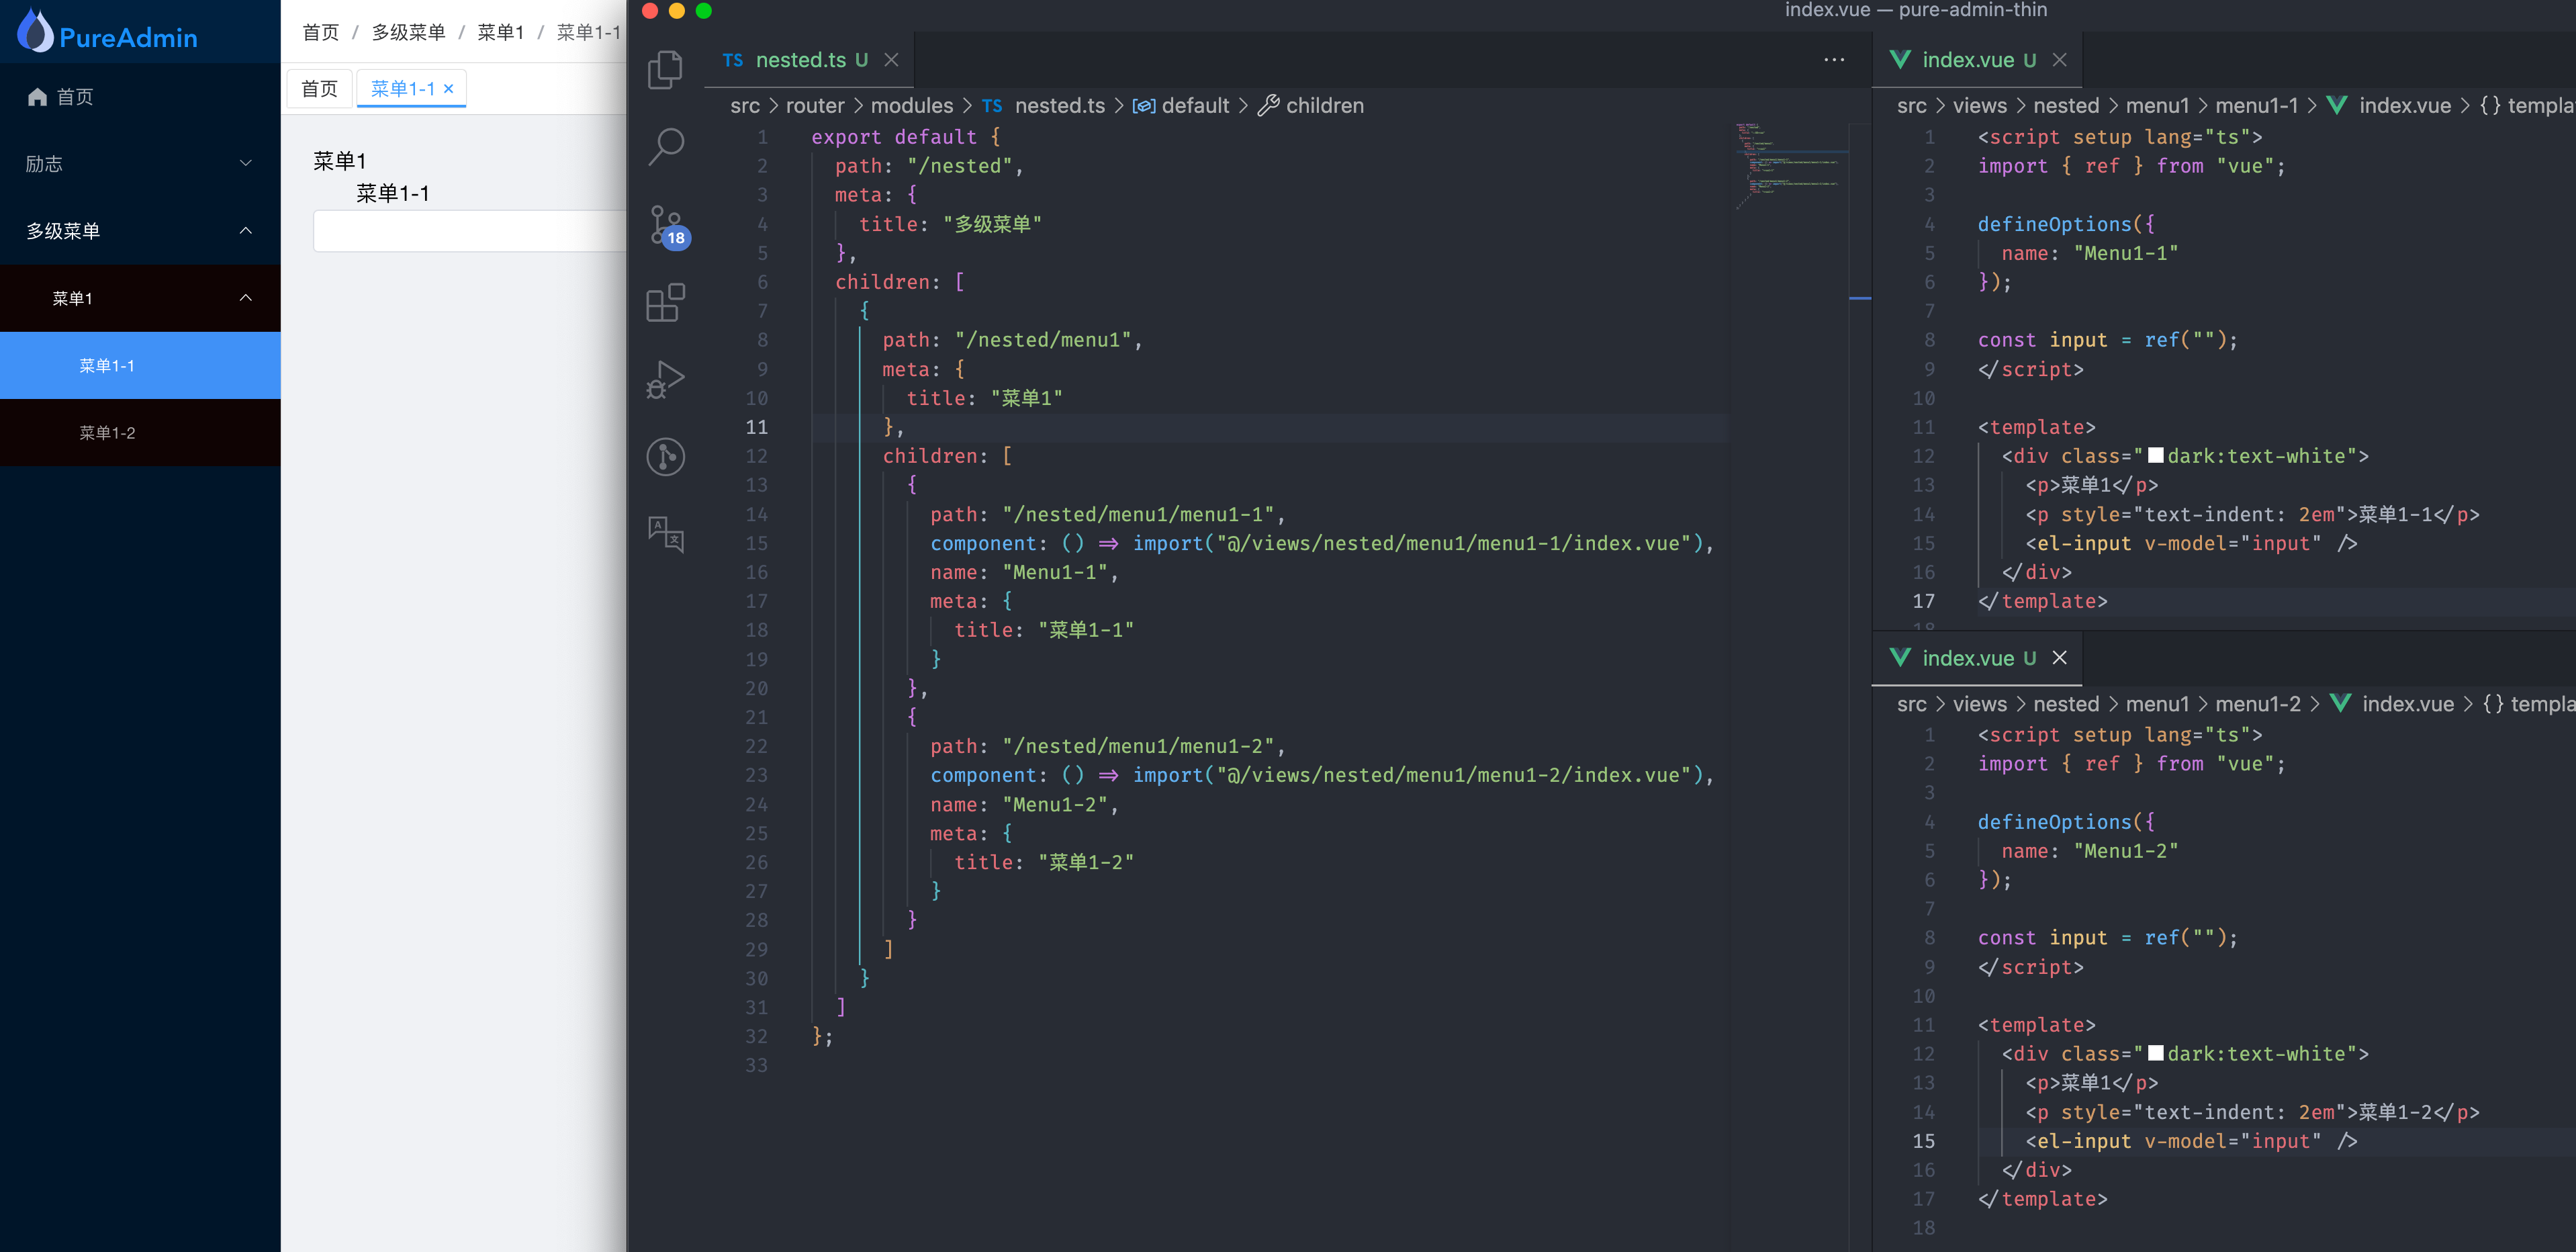 PureAdmin
首页
励志
多级菜单
菜单1
菜单1-1
菜单1-2
首页 / 多级菜单 / 菜单1 / 菜单1-1
首页
菜单1-1 ×
菜单1
菜单1-1
index.vue — pure-admin-thin
18
TS nested.ts U ×
src > router > modules > TS nested.ts > default > children
1 export default {
2 path: "/nested",
3 meta: {
4 title: "多级菜单"
5 },
6 children: [
7 {
8 path: "/nested/menu1",
9 meta: {
10 title: "菜单1"
11 },
12 children: [
13 {
14 path: "/nested/menu1/menu1-1",
15 component: () => import("@/views/nested/menu1/menu1-1/index.vue"),
16 name: "Menu1-1",
17 meta: {
18 title: "菜单1-1"
19 }
20 },
21 {
22 path: "/nested/menu1/menu1-2",
23 component: () => import("@/views/nested/menu1/menu1-2/index.vue"),
24 name: "Menu1-2",
25 meta: {
26 title: "菜单1-2"
27 }
28 }
29 ]
30 }
31 ]
32 };
33
index.vue U ×
src > views > nested > menu1 > menu1-1 > index.vue > {} templa
1 <script setup lang="ts">
2 import { ref } from "vue";
3
4 defineOptions({
5 name: "Menu1-1"
6 });
7
8 const input = ref("");
9 </script>
10
11 <template>
12 <div class="dark:text-white">
13 <p>菜单1</p>
14 <p style="text-indent: 2em">菜单1-1</p>
15 <el-input v-model="input" />
16 </div>
17 </template>
18
index.vue U ×
src > views > nested > menu1 > menu1-2 > index.vue > {} templa
1 <script setup lang="ts">
2 import { ref } from "vue";
3
4 defineOptions({
5 name: "Menu1-2"
6 });
7
8 const input = ref("");
9 </script>
10
11 <template>
12 <div class="dark:text-white">
13 <p>菜单1</p>
14 <p style="text-indent: 2em">菜单1-2</p>
15 <el-input v-model="input" />
16 </div>
17 </template>
18